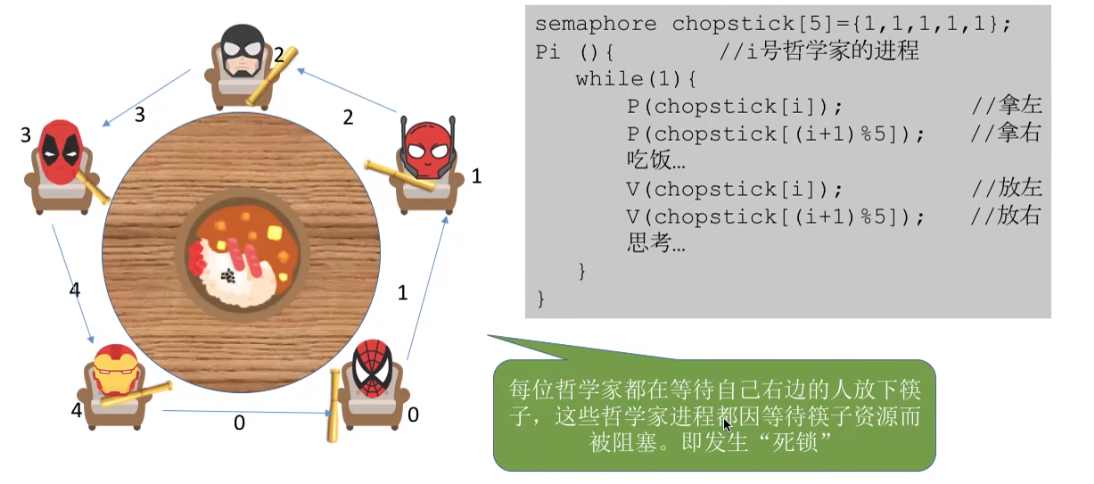 2
3
2
3
1
4
1
4
0
0
semaphore chopstick[5]={1,1,1,1,1};
Pi (){ //i号哲学家的进程
while(1){
P(chopstick[i]); //拿左
P(chopstick[(i+1)%5]); //拿右
吃饭…
V(chopstick[i]); //放左
V(chopstick[(i+1)%5]); //放右
思考…
}
}
每位哲学家都在等待自己右边的人放下筷
子，这些哲学家进程都因等待筷子资源而
被阻塞。即发生“死锁”